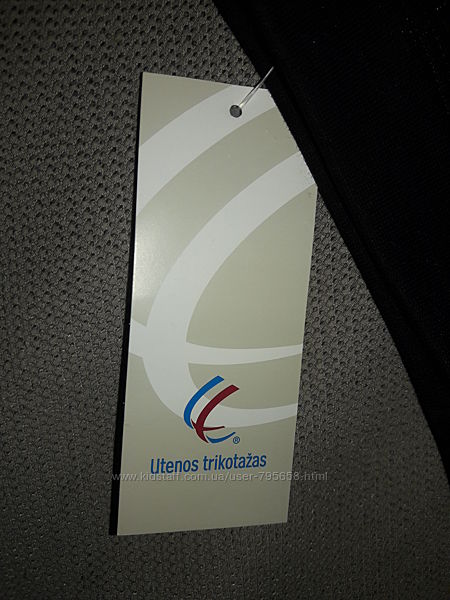 ®
Utenos trikotažas
www.kidstaff.com.ua/user-795658.html